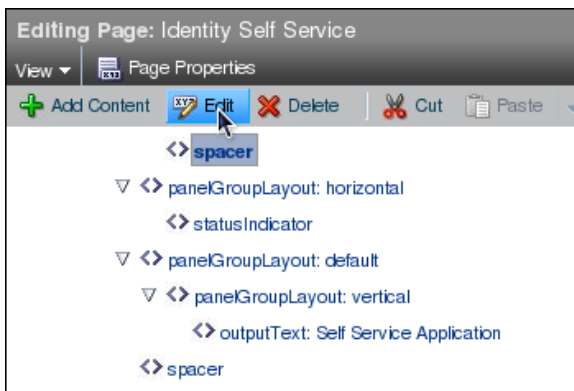 Editing Page: Identity Self Service
View Page Properties
Add Content Edit Delete Cut Paste
spacer
panelGroupLayout: horizontal
statusIndicator
panelGroupLayout: default
panelGroupLayout: vertical
outputText: Self Service Application
spacer